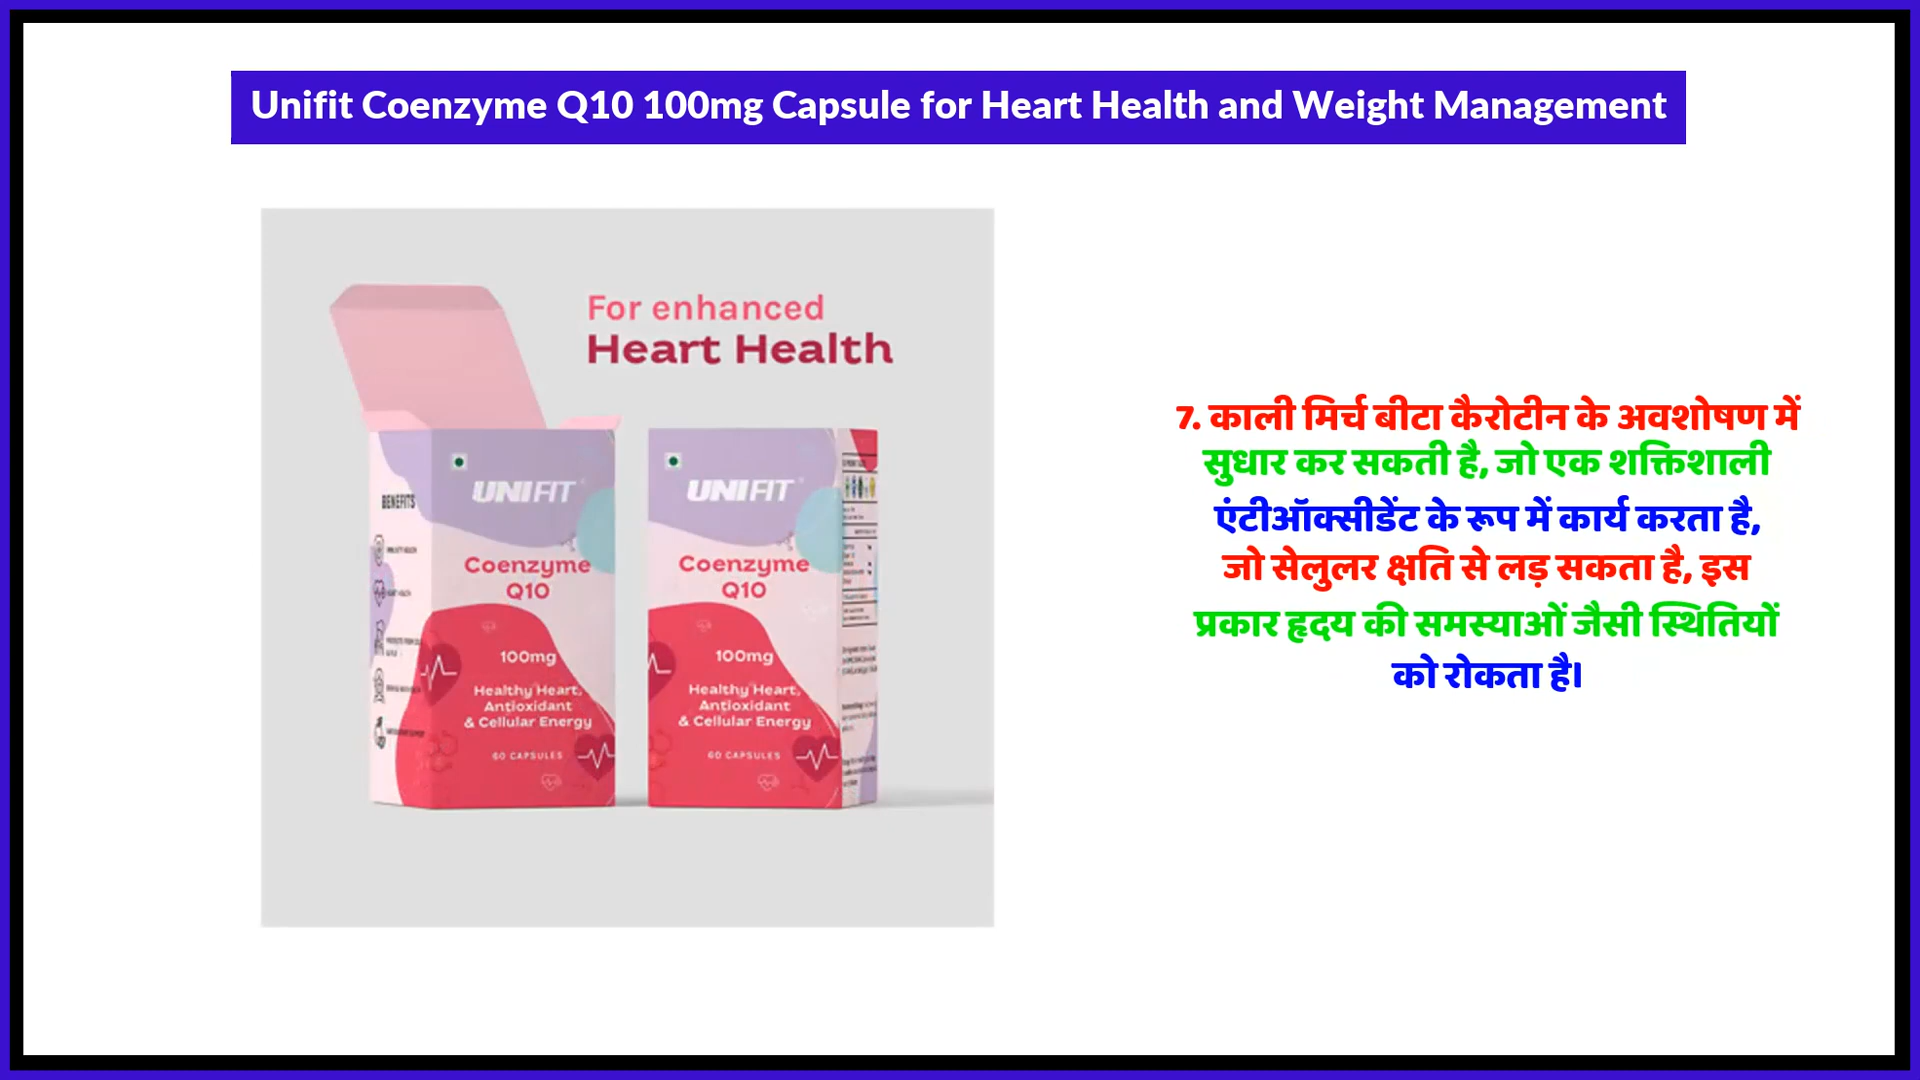 Unifit Coenzyme Q10 100mg Capsule for Heart Health and Weight Management
For enhanced
Heart Health
BENEFITS
UNIFIT
Coenzyme
Q10
100mg
Healthy Heart,
Antioxidant
& Cellular Energy
60 CAPSULES
UNIFIT
Coenzyme
Q10
100mg
Healthy Heart,
Antioxidant
& Cellular Energy
60 CAPSULES
7. काली मिर्च बीटा कैरोटीन के अवशोषण में
सुधार कर सकती है, जो एक शक्तिशाली
एंटीऑक्सीडेंट के रूप में कार्य करता है,
जो सेलुलर क्षति से लड़ सकता है, इस
प्रकार हृदय की समस्याओं जैसी स्थितियों
को रोकता है।